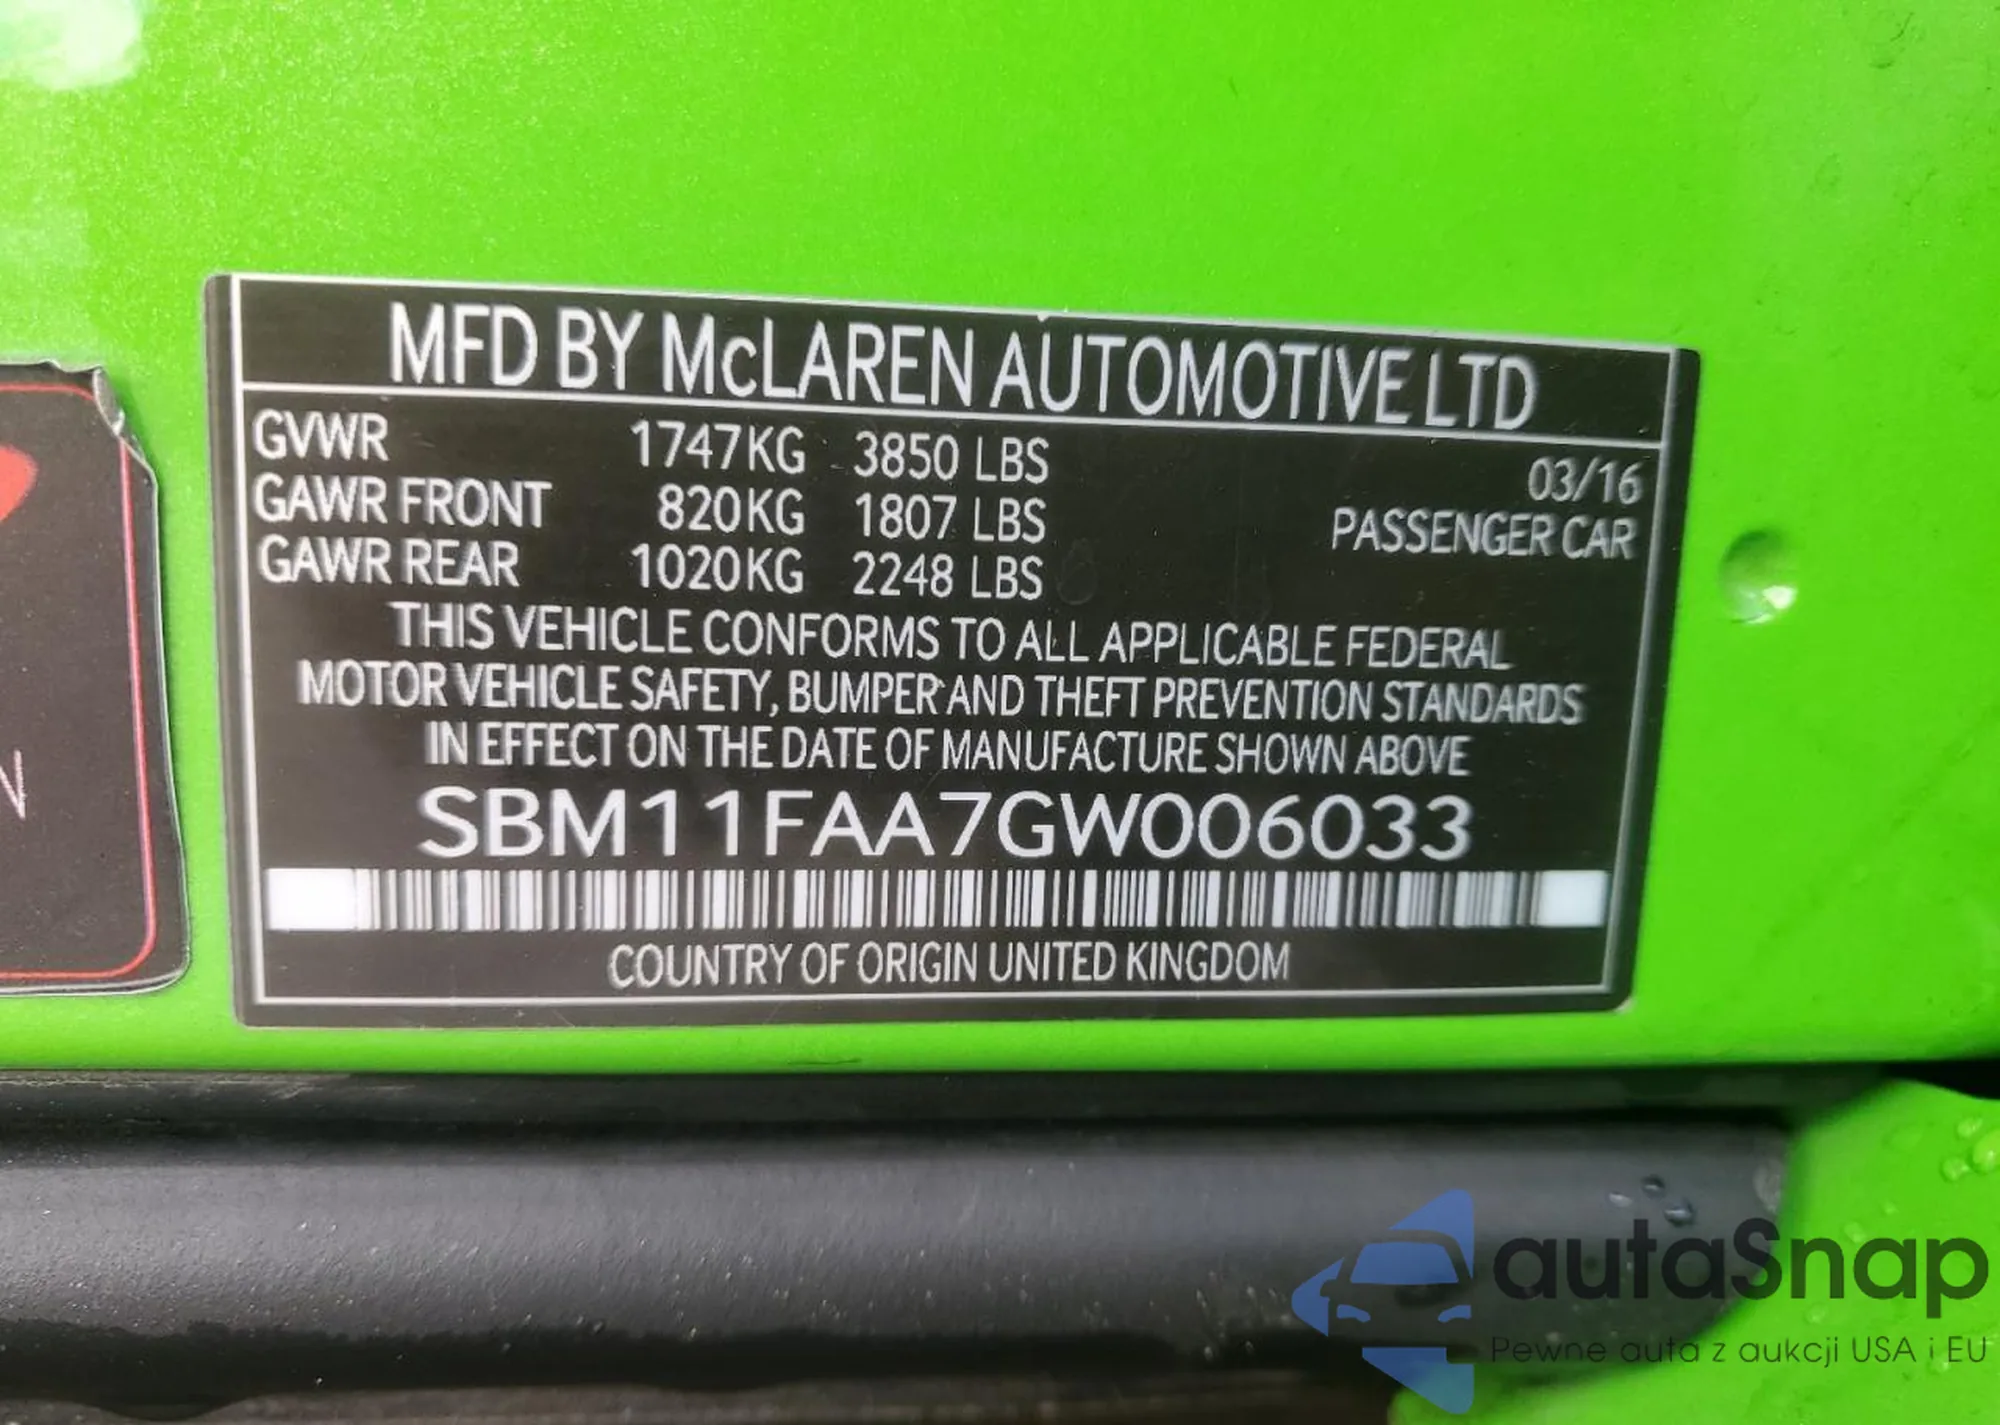 MFD BY McLAREN AUTOMOTIVE LTD
GVWR 1747KG 3850 LBS
03/16
GAWR FRONT 820KG 1807 LBS
PASSENGER CAR
GAWR REAR 1020KG 2248 LBS
THIS VEHICLE CONFORMS TO ALL APPLICABLE FEDERAL
MOTOR VEHICLE SAFETY, BUMPER AND THEFT PREVENTION STANDARDS
IN EFFECT ON THE DATE OF MANUFACTURE SHOWN ABOVE
SBM11FAA7GW006033
COUNTRY OF ORIGIN UNITED KINGDOM
N
autaSnap
Pewne auta z aukcji USA i EU